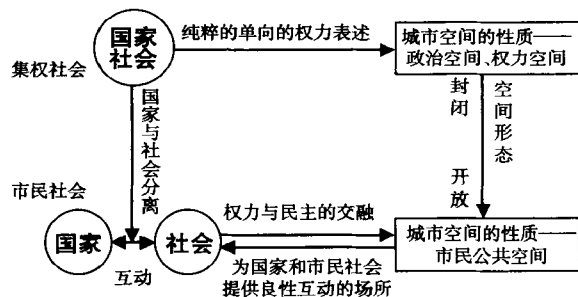 国家
社会
纯粹的单向的权力表述
城市空间的性质——
政治空间、权力空间
集权社会
国家与社会分离
封闭
空间形态
开放
市民社会
国家
社会
互动
权力与民主的交融
为国家和市民社会
提供良性互动的场所
城市空间的性质——
市民公共空间